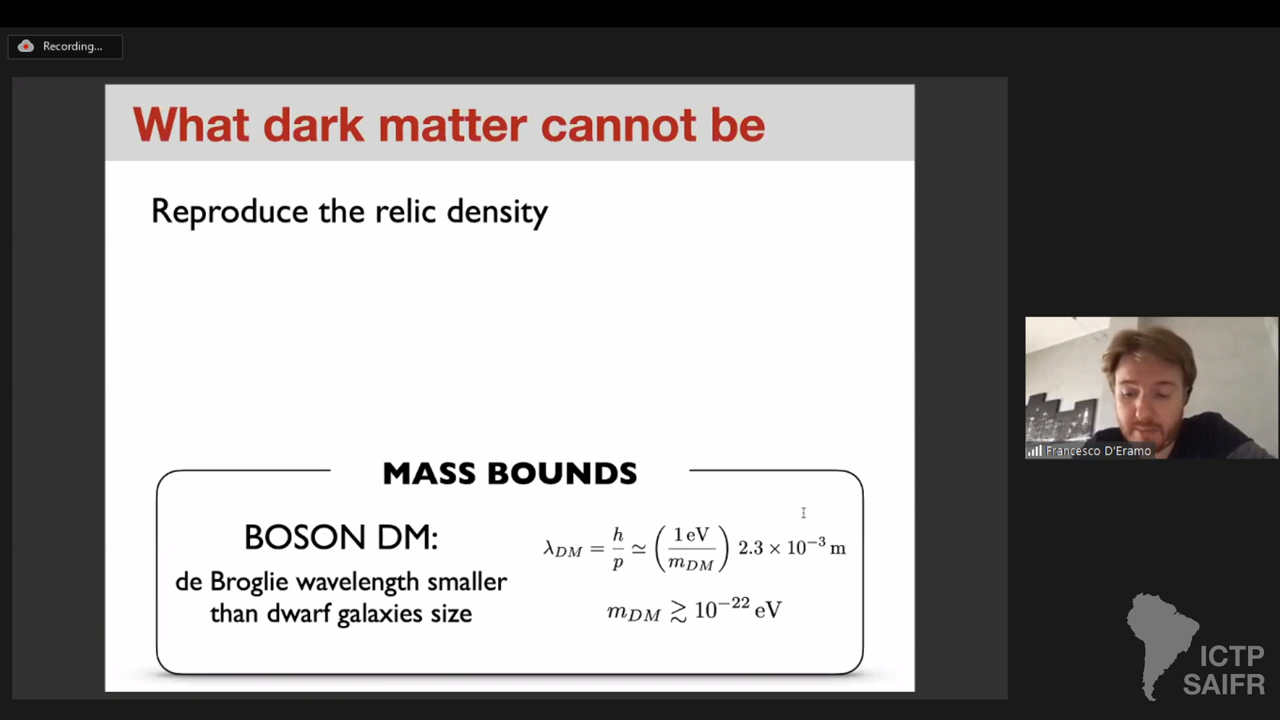 Recording...
What dark matter cannot be
Reproduce the relic density
MASS BOUNDS
BOSON DM:
de Broglie wavelength smaller
than dwarf galaxies size
λ_DM = h/p ≃ (1 eV/m_DM) 2.3 × 10⁻³ m
m_DM ≳ 10⁻²² eV
Francesco D'Eramo
ICTP
SAIFR